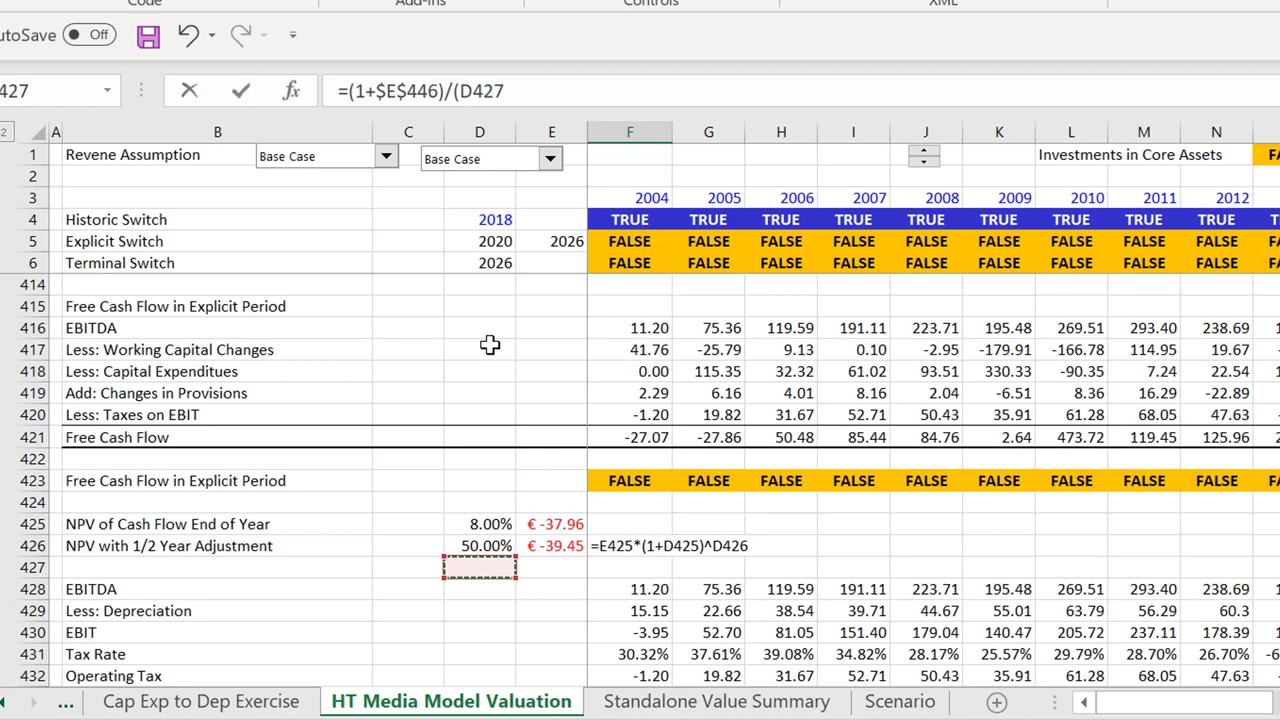 Code Add-ins Controls XML
utoSave Off
427 fx =(1+$E$446)/(D427
2 A B C D E F G H I J K L M N
1 Revene Assumption Base Case Base Case Investments in Core Assets FA
2
3 2004 2005 2006 2007 2008 2009 2010 2011 2012
4 Historic Switch 2018 TRUE TRUE TRUE TRUE TRUE TRUE TRUE TRUE TRUE
5 Explicit Switch 2020 2026 FALSE FALSE FALSE FALSE FALSE FALSE FALSE FALSE FALSE
6 Terminal Switch 2026 FALSE FALSE FALSE FALSE FALSE FALSE FALSE FALSE FALSE
414
415 Free Cash Flow in Explicit Period
416 EBITDA 11.20 75.36 119.59 191.11 223.71 195.48 269.51 293.40 238.69
417 Less: Working Capital Changes 41.76 -25.79 9.13 0.10 -2.95 -179.91 -166.78 114.95 19.67
418 Less: Capital Expenditues 0.00 115.35 32.32 61.02 93.51 330.33 -90.35 7.24 22.54
419 Add: Changes in Provisions 2.29 6.16 4.01 8.16 2.04 -6.51 8.36 16.29 -22.89
420 Less: Taxes on EBIT -1.20 19.82 31.67 52.71 50.43 35.91 61.28 68.05 47.63
421 Free Cash Flow -27.07 -27.86 50.48 85.44 84.76 2.64 473.72 119.45 125.96
422
423 Free Cash Flow in Explicit Period FALSE FALSE FALSE FALSE FALSE FALSE FALSE FALSE FALSE
424
425 NPV of Cash Flow End of Year 8.00% € -37.96
426 NPV with 1/2 Year Adjustment 50.00% € -39.45 =E425*(1+D425)^D426
427
428 EBITDA 11.20 75.36 119.59 191.11 223.71 195.48 269.51 293.40 238.69
429 Less: Depreciation 15.15 22.66 38.54 39.71 44.67 55.01 63.79 56.29 60.3
430 EBIT -3.95 52.70 81.05 151.40 179.04 140.47 205.72 237.11 178.39
431 Tax Rate 30.32% 37.61% 39.08% 34.82% 28.17% 25.57% 29.79% 28.70% 26.70% -6
432 Operating Tax -1.20 19.82 31.67 52.71 50.43 35.91 61.28 68.05 47.63
... Cap Exp to Dep Exercise HT Media Model Valuation Standalone Value Summary Scenario